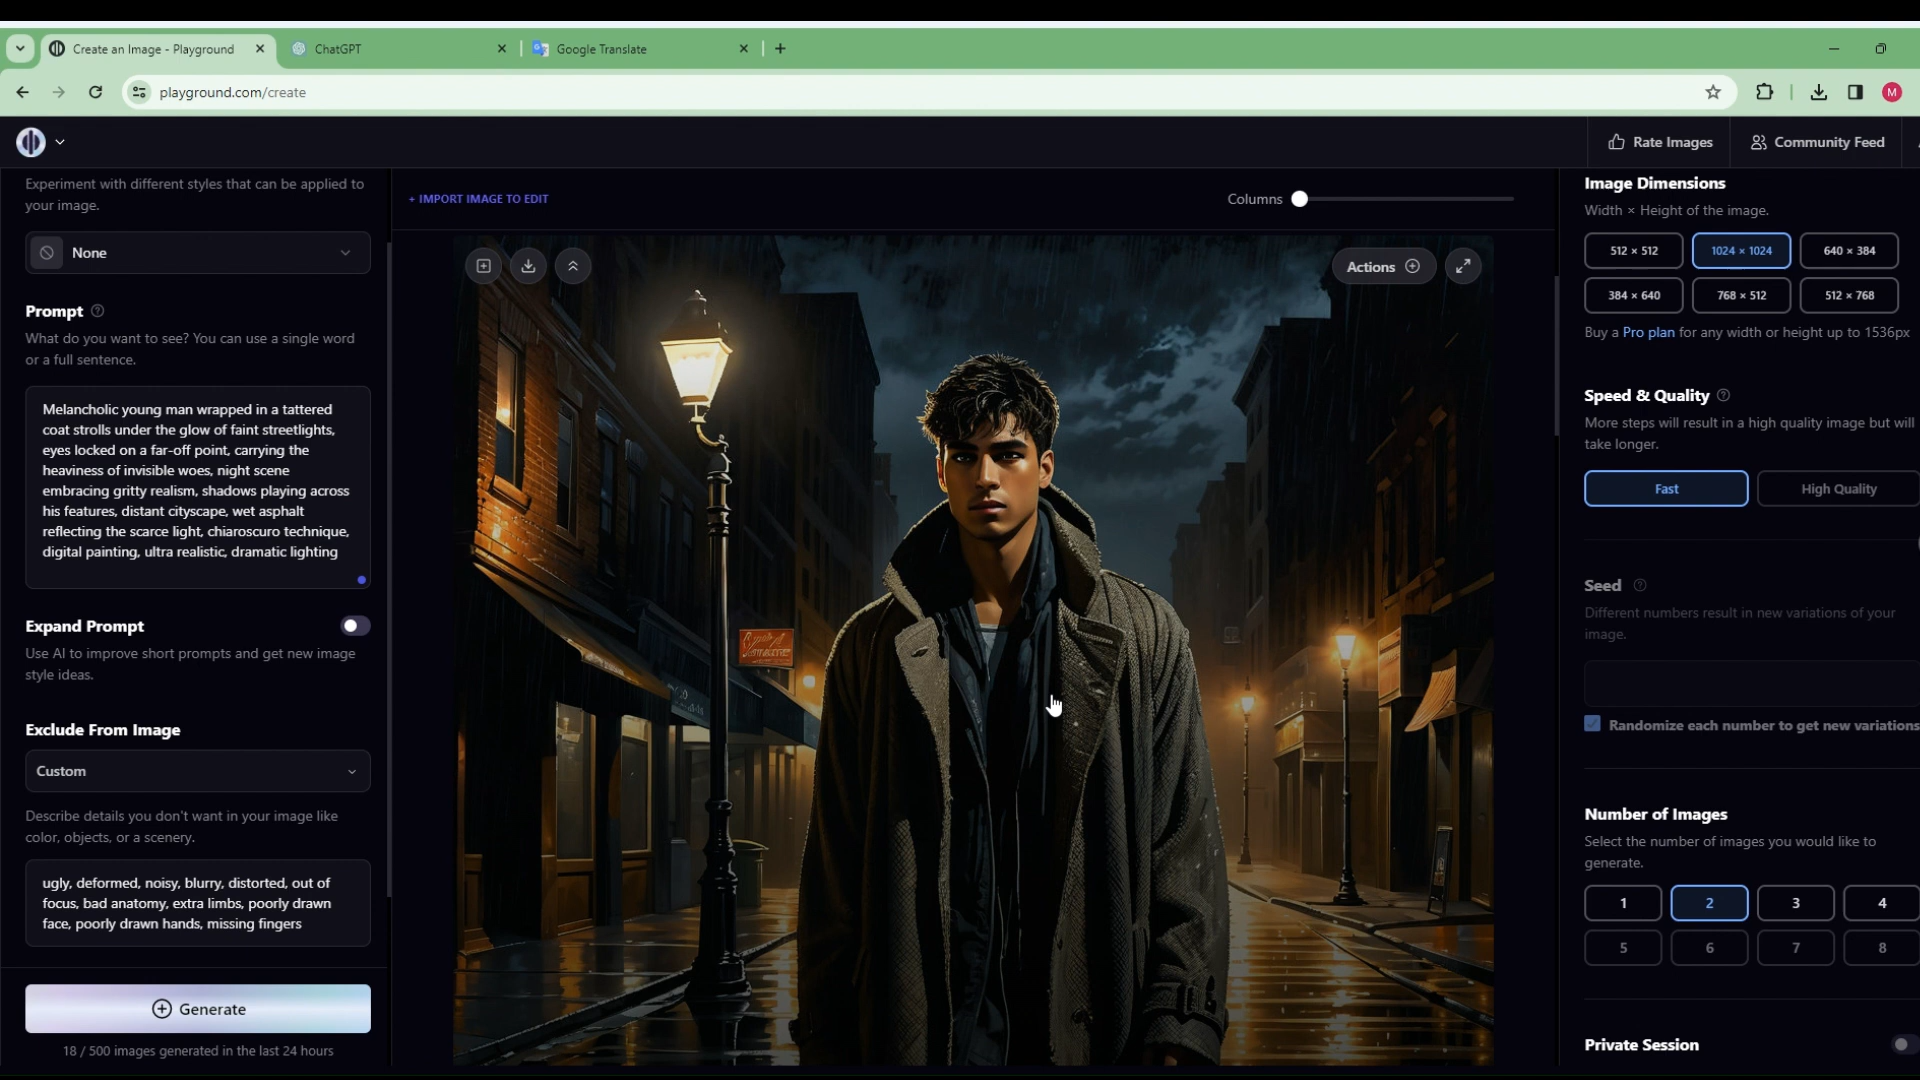 Create an Image - Playground
ChatGPT
Google Translate
playground.com/create
M
Rate Images
Community Feed
Experiment with different styles that can be applied to
your image.
None
Prompt
What do you want to see? You can use a single word
or a full sentence.
Melancholic young man wrapped in a tattered
coat strolls under the glow of faint streetlights,
eyes locked on a far-off point, carrying the
heaviness of invisible woes, night scene
embracing gritty realism, shadows playing across
his features, distant cityscape, wet asphalt
reflecting the scarce light, chiaroscuro technique,
digital painting, ultra realistic, dramatic lighting
Expand Prompt
Use AI to improve short prompts and get new image
style ideas.
Exclude From Image
Custom
Describe details you don't want in your image like
color, objects, or a scenery.
ugly, deformed, noisy, blurry, distorted, out of
focus, bad anatomy, extra limbs, poorly drawn
face, poorly drawn hands, missing fingers
Generate
18 / 500 images generated in the last 24 hours
+ IMPORT IMAGE TO EDIT
Columns
Actions
Image Dimensions
Width × Height of the image.
512 × 512
1024 × 1024
640 × 384
384 × 640
768 × 512
512 × 768
Buy a Pro plan for any width or height up to 1536px
Speed & Quality
More steps will result in a high quality image but will
take longer.
Fast
High Quality
Seed
Different numbers result in new variations of your
image.
Randomize each number to get new variations
Number of Images
Select the number of images you would like to
generate.
1
2
3
4
5
6
7
8
Private Session